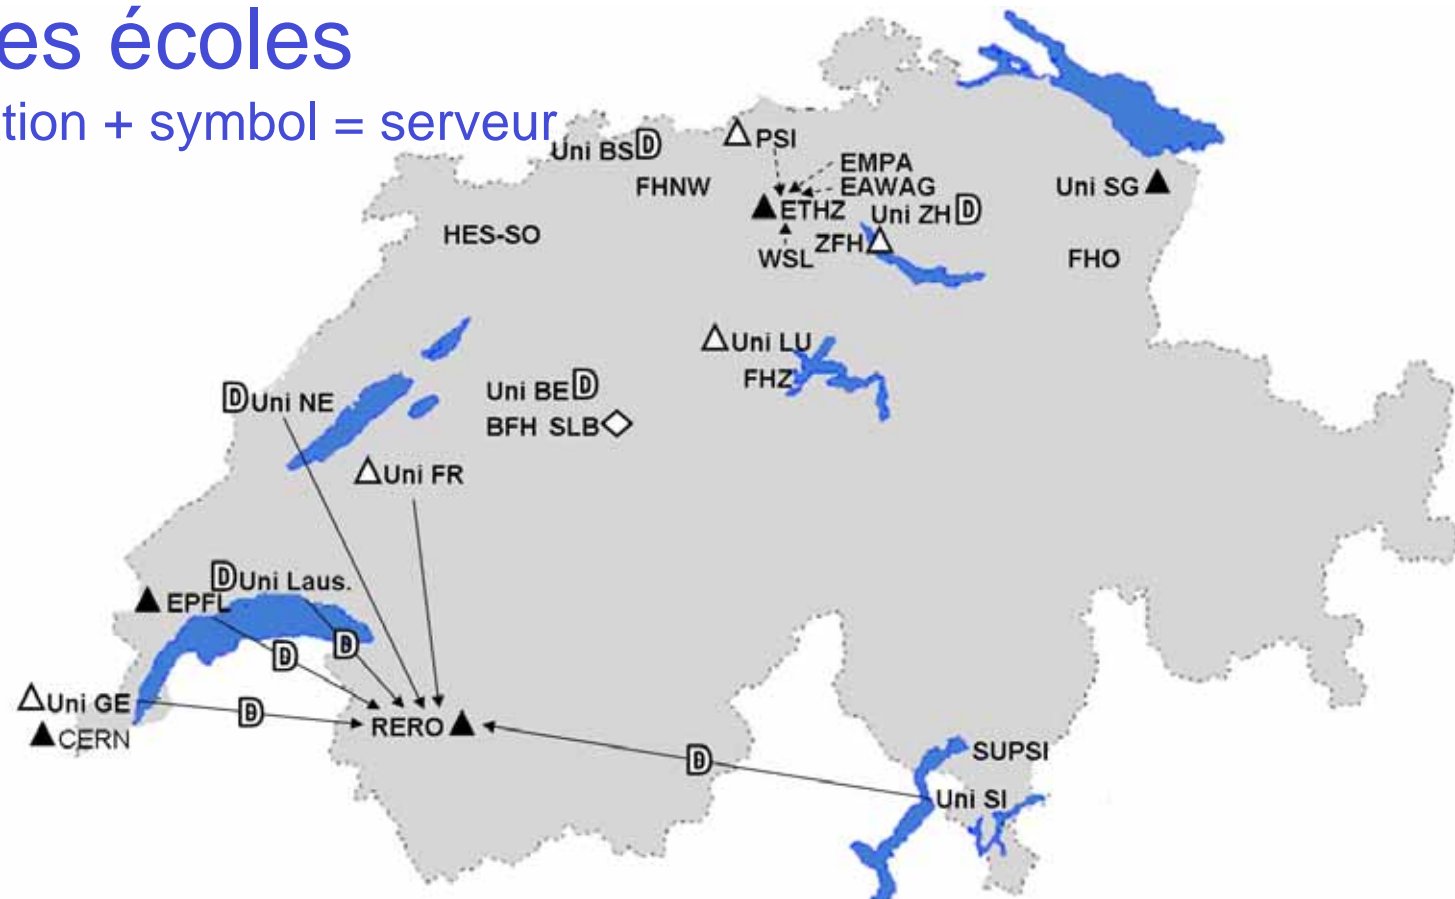 es écoles
tion + symbol = serveur
Uni BS D
PSI
EMPA
FHNW
EAWAG
Uni SG
ETHZ
Uni ZH D
HES-SO
ZFH
WSL
FHO
Uni LU
FHZ
D Uni NE
Uni BE D
BFH SLB
Uni FR
D Uni Laus.
EPFL
D
D
Uni GE
D
RERO
CERN
D
SUPSI
Uni SI